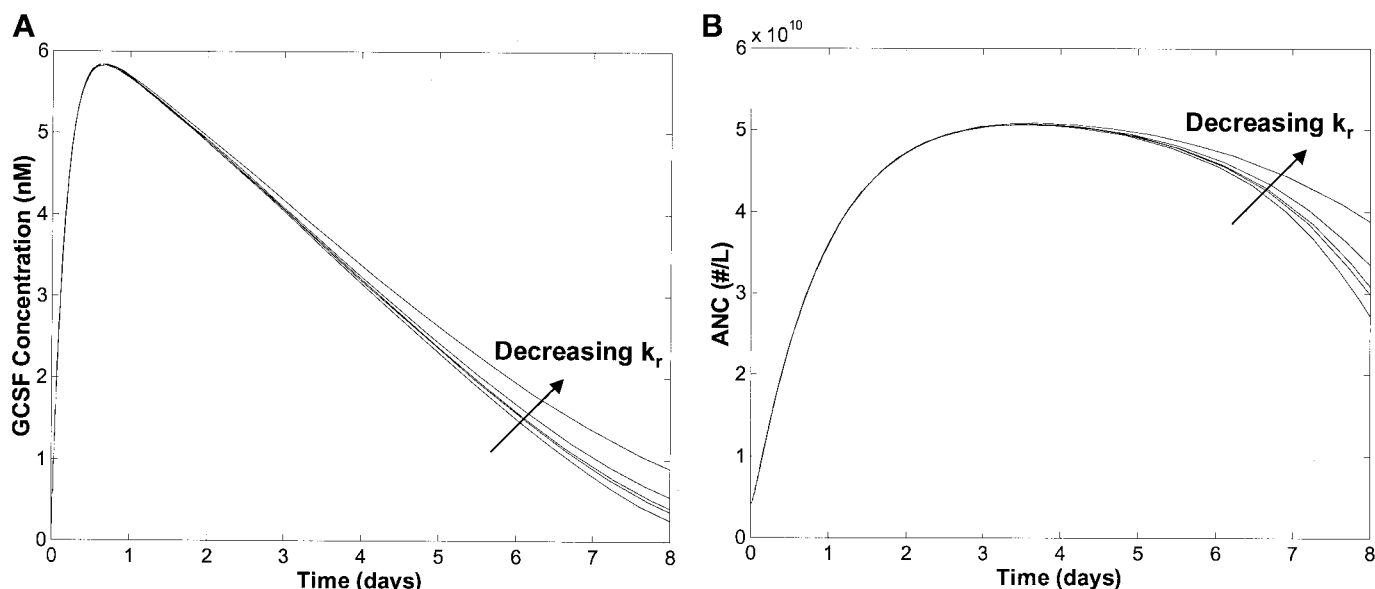 A
GCSF Concentration (nM)
6
5
4
3
2
1
0
0 1 2 3 4 5 6 7 8
Time (days)
Decreasing kᵣ
B
6 x 10¹⁰
5
4
3
2
1
0
ANC (#/L)
0 1 2 3 4 5 6 7 8
Time (days)
Decreasing kᵣ